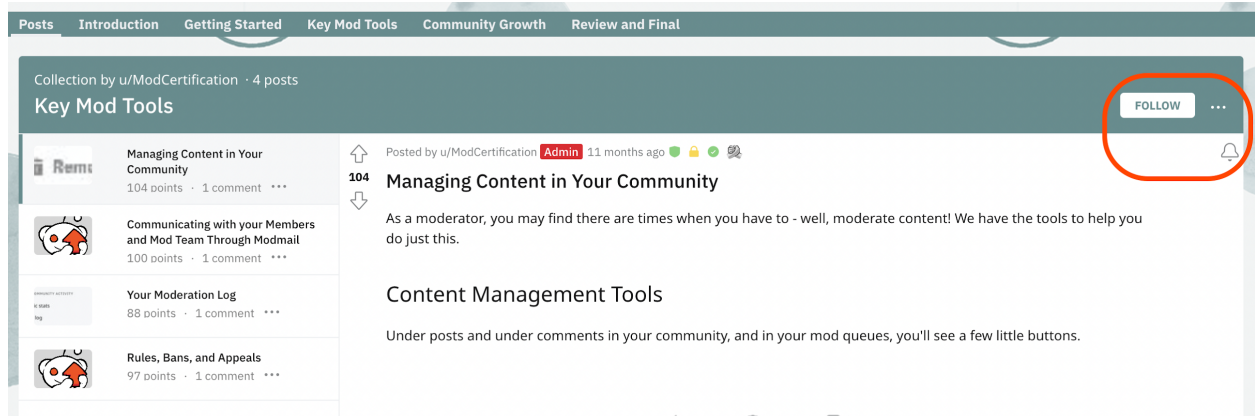 Posts Introduction Getting Started Key Mod Tools Community Growth Review and Final
Collection by u/ModCertification · 4 posts
Key Mod Tools
FOLLOW ...
Managing Content in Your
Community
104 points · 1 comment •••
Communicating with your Members
and Mod Team Through Modmail
100 points · 1 comment •••
Your Moderation Log
88 points · 1 comment •••
Rules, Bans, and Appeals
97 points · 1 comment •••
104
Posted by u/ModCertification Admin 11 months ago
Managing Content in Your Community
As a moderator, you may find there are times when you have to - well, moderate content! We have the tools to help you
do just this.
Content Management Tools
Under posts and under comments in your community, and in your mod queues, you'll see a few little buttons.